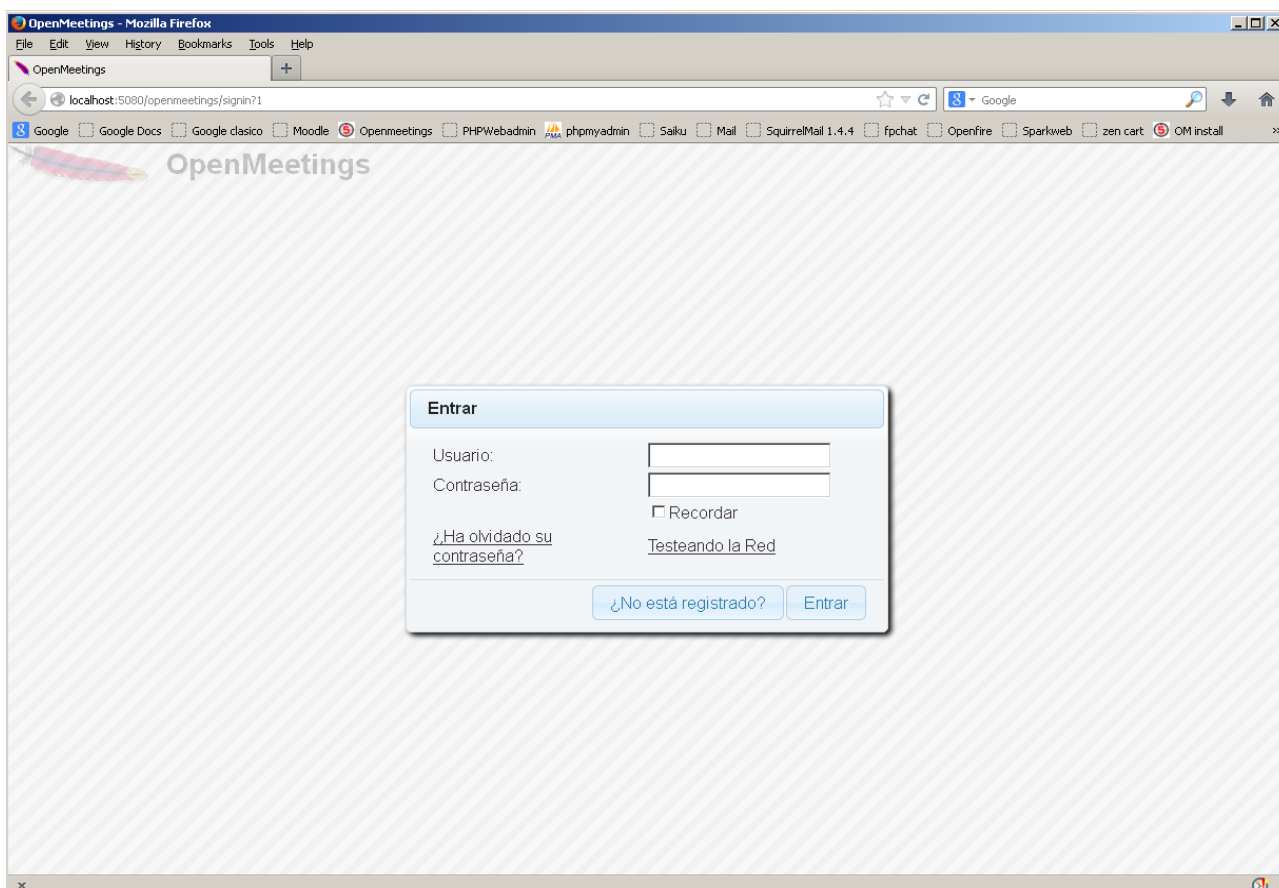 OpenMeetings - Mozilla Firefox
File Edit View History Bookmarks Tools Help
OpenMeetings
localhost:5080/openmeetings/signin?1
Google
Google Google Docs Google clasico Moodle Openmeetings PHPWebadmin PMA phpmyadmin Saiku Mail SquirrelMail 1.4.4 fpchat Openfire Sparkweb zen cart OM install »
OpenMeetings
Entrar
Usuario:
Contraseña:
Recordar
¿,Ha olvidado su
contraseña?
Testeando la Red
¿No está registrado? Entrar